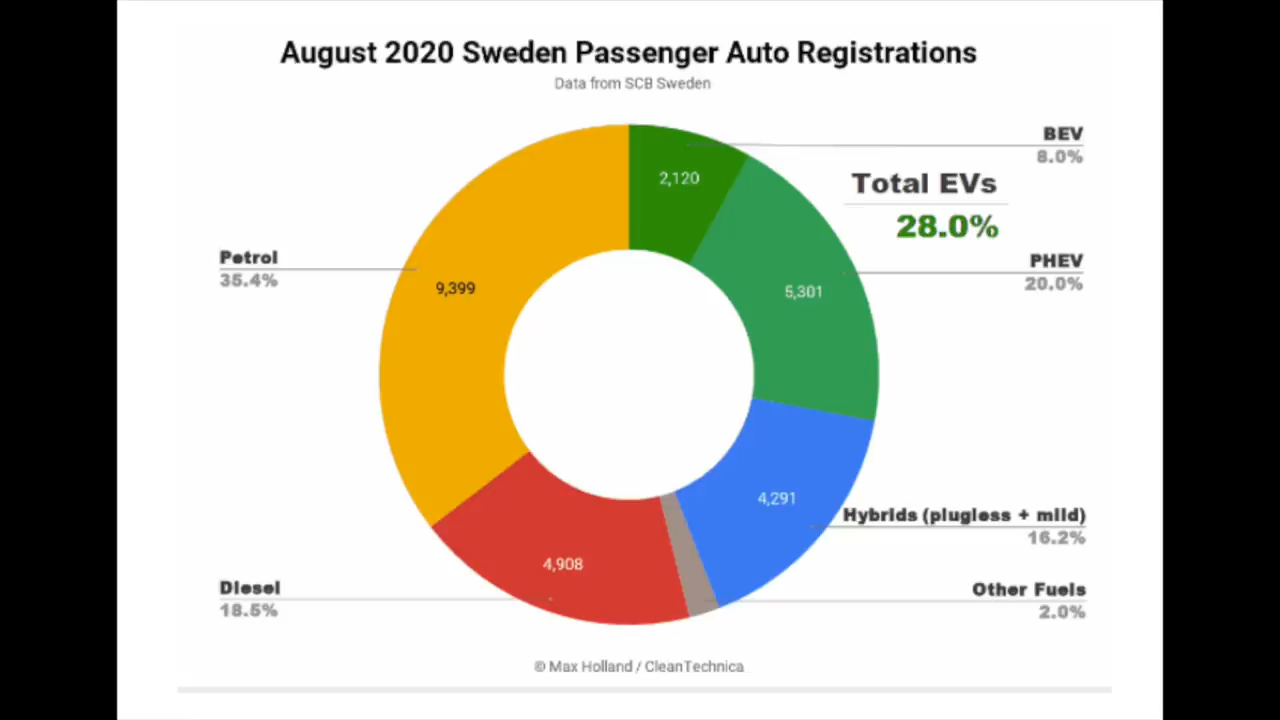 August 2020 Sweden Passenger Auto Registrations
Data from SCB Sweden
BEV
8.0%
Total EVs
28.0%
2,120
Petrol
35.4%
PHEV
20.0%
9,399
5,301
4,291
Hybrids (plugless + mild)
16.2%
4,908
Diesel
18.5%
Other Fuels
2.0%
© Max Holland / CleanTechnica